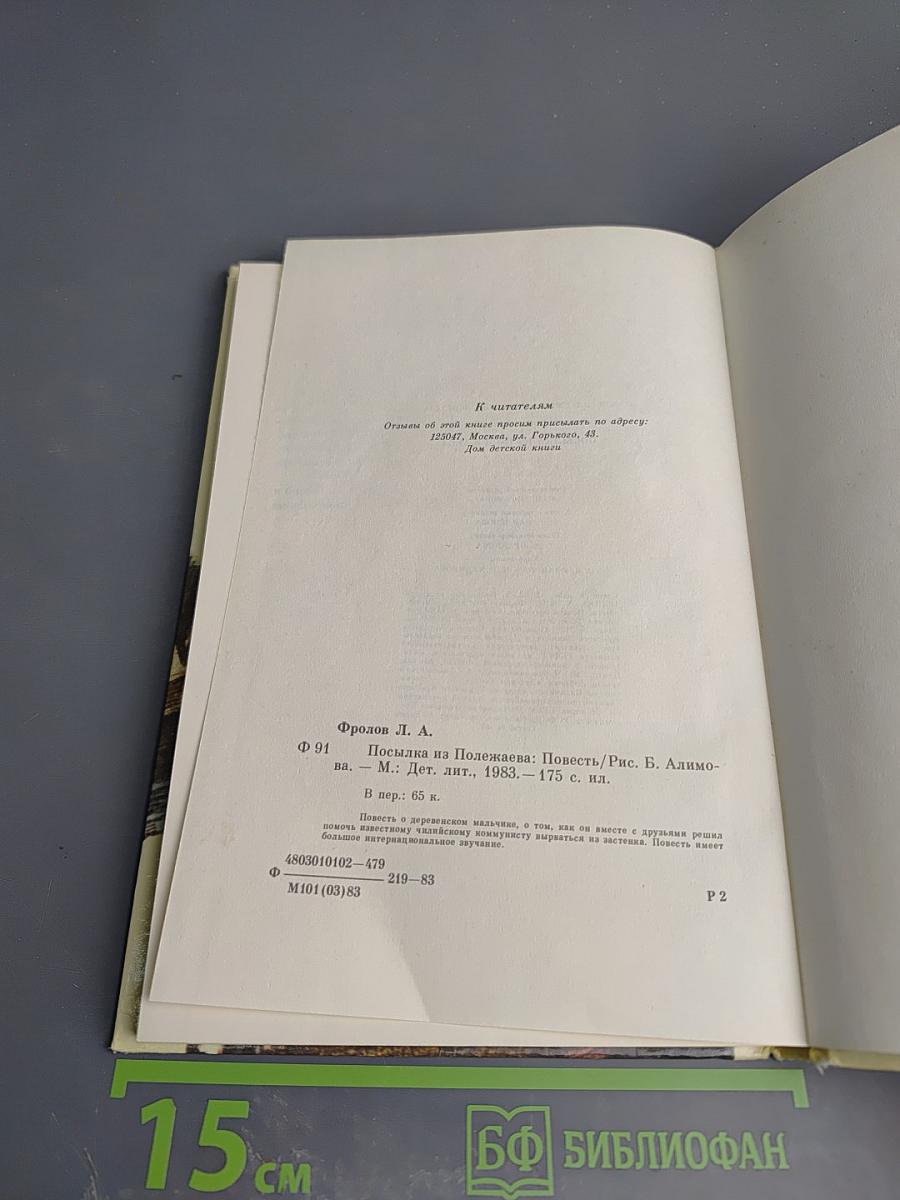 К читателям
Отзывы об этой книге просим присылать по адресу:
125047, Москва, ул. Горького, 43.
Дом детской книги
Фролов Л. А.
Ф 91 Посылка из Полежаева: Повесть/Рис. Б. Алимо-
ва. — М.: Дет. лит., 1983. — 175 с. ил.
В пер.: 65 к.
Повесть о деревенском мальчике, о том, как он вместе с друзьями решил
помочь известному чилийскому коммунисту вырваться из застенка. Повесть имеет
большое интернациональное звучание.
4803010102—479
Ф 219—83
М101(03)83
Р 2
15 см
БФ БИБЛИОФАН